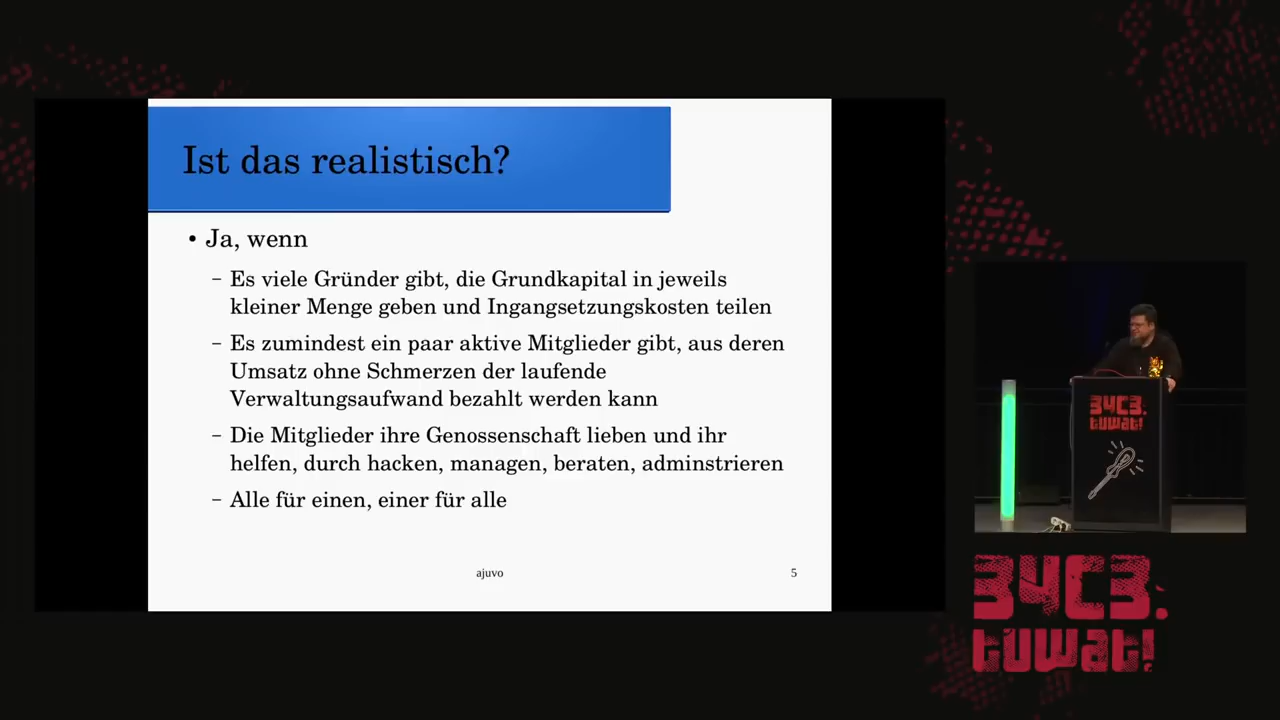 Ist das realistisch?
• Ja, wenn
– Es viele Gründer gibt, die Grundkapital in jeweils
kleiner Menge geben und Ingangsetzungskosten teilen
– Es zumindest ein paar aktive Mitglieder gibt, aus deren
Umsatz ohne Schmerzen der laufende
Verwaltungsaufwand bezahlt werden kann
– Die Mitglieder ihre Genossenschaft lieben und ihr
helfen, durch hacken, managen, beraten, adminstrieren
– Alle für einen, einer für alle
ajuvo
5
34C3.
tuwat!
34C3.
tuwat!